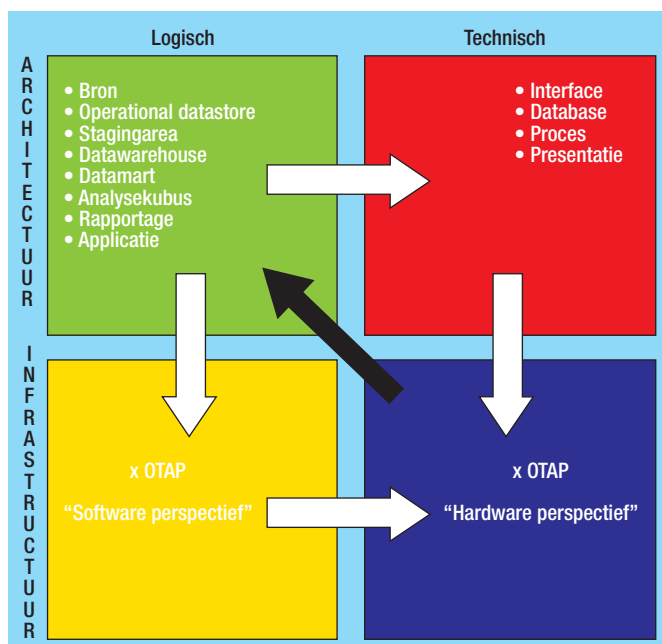 Logisch
Technisch
ARCHITECTUUR
• Bron
• Operational datastore
• Stagingarea
• Datawarehouse
• Datamart
• Analysekubus
• Rapportage
• Applicatie
• Interface
• Database
• Proces
• Presentatie
INFRASTRUCTUUR
x OTAP
“Software perspectief”
x OTAP
“Hardware perspectief”